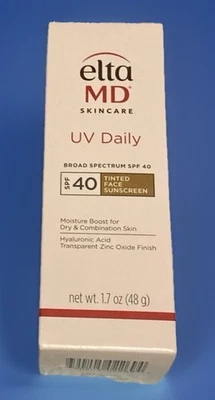 elta
MD®
SKINCARE
UV Daily
BROAD SPECTRUM SPF 40
SPF 40 TINTED
FACE
SUNSCREEN
Moisture Boost for
Dry & Combination Skin
Hyaluronic Acid
Transparent Zinc Oxide Finish
net wt. 1.7 oz (48 g)